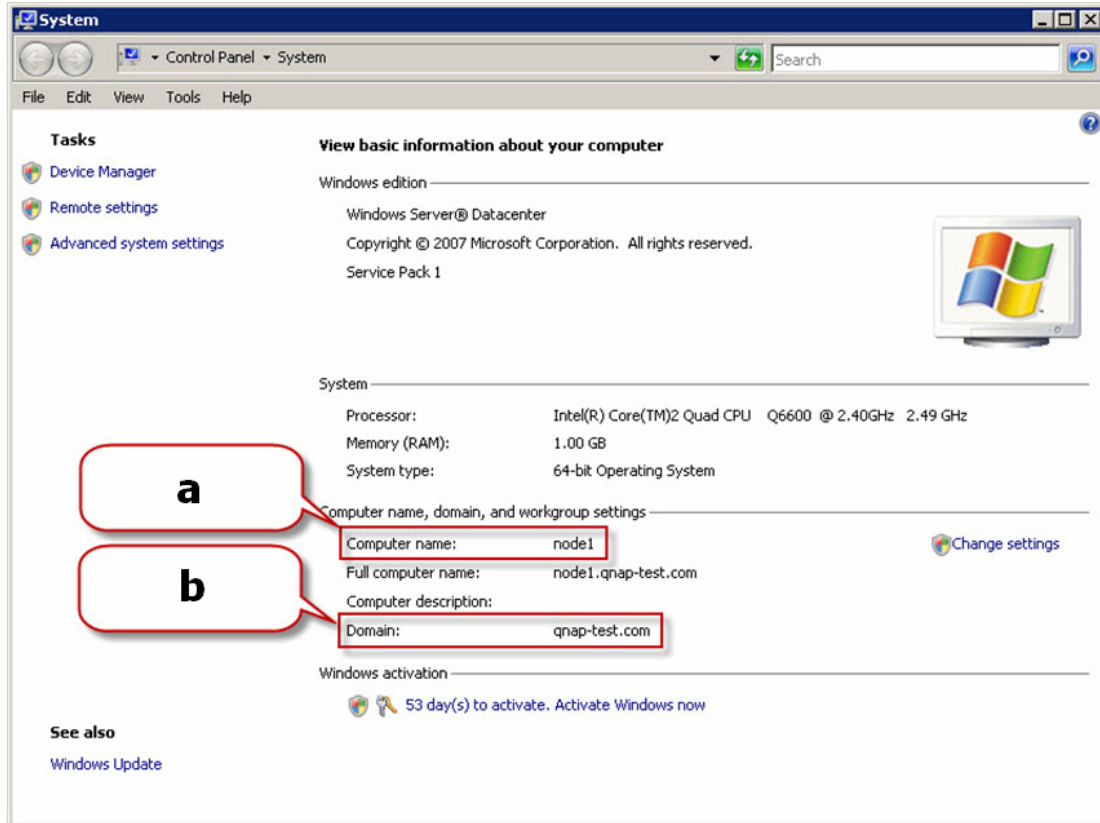 System
Control Panel System
Search
File Edit View Tools Help
Tasks
Device Manager
Remote settings
Advanced system settings
View basic information about your computer
Windows edition
Windows Server® Datacenter
Copyright © 2007 Microsoft Corporation. All rights reserved.
Service Pack 1
System
Processor: Intel(R) Core(TM)2 Quad CPU Q6600 @ 2.40GHz 2.49 GHz
Memory (RAM): 1.00 GB
System type: 64-bit Operating System
a
Computer name, domain, and workgroup settings
Computer name: node1
Change settings
Full computer name: node1.qnap-test.com
b
Computer description:
Domain: qnap-test.com
Windows activation
53 day(s) to activate. Activate Windows now
See also
Windows Update